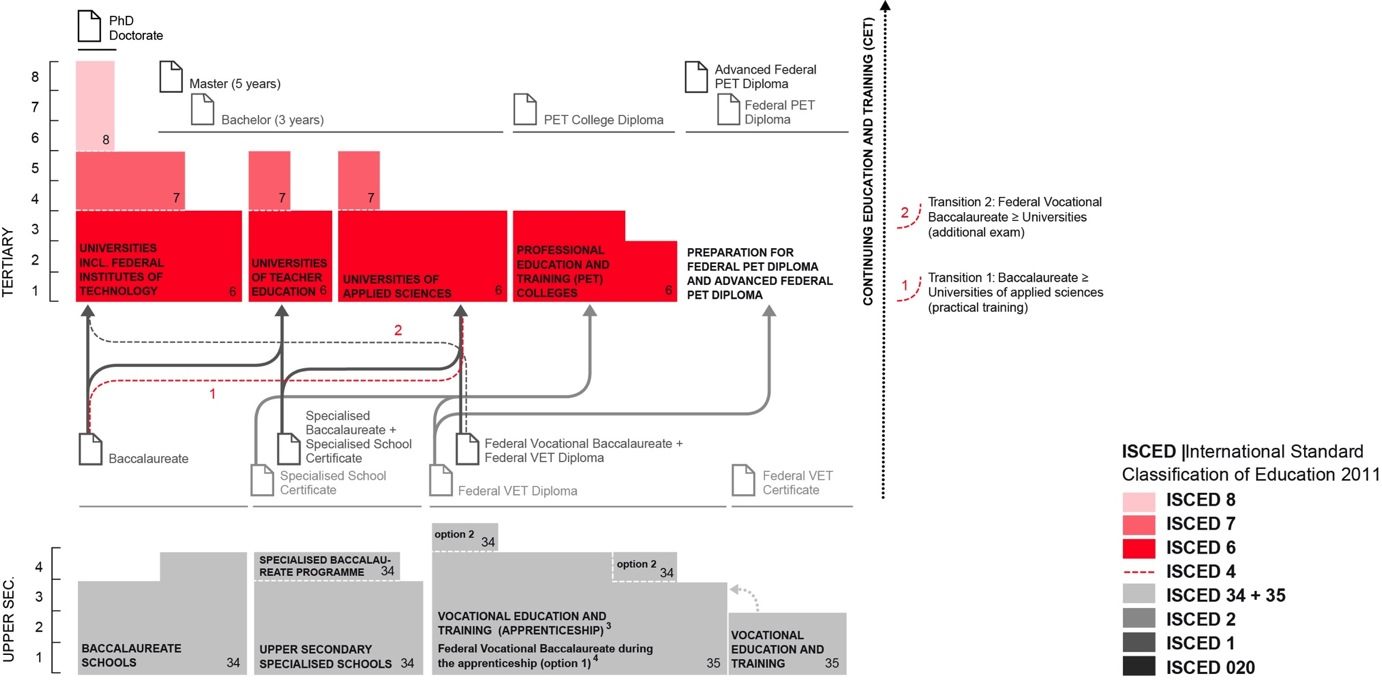 PhD
Doctorate
Master (5 years)
Bachelor (3 years)
PET College Diploma
Advanced Federal
PET Diploma
Federal PET
Diploma
CONTINUING EDUCATION AND TRAINING (CET)
TERTIARY
8
7
6
5
4
3
2
1
8
7
7
7
UNIVERSITIES
INCL. FEDERAL
INSTITUTES OF
TECHNOLOGY
6
UNIVERSITIES
OF TEACHER
EDUCATION 6
UNIVERSITIES OF
APPLIED SCIENCES
6
PROFESSIONAL
EDUCATION AND
TRAINING (PET)
COLLEGES
6
PREPARATION FOR
FEDERAL PET DIPLOMA
AND ADVANCED FEDERAL
PET DIPLOMA
2
Transition 2: Federal Vocational
Baccalaureate ≥ Universities
(additional exam)
1
Transition 1: Baccalaureate ≥
Universities of applied sciences
(practical training)
2
1
Baccalaureate
Specialised
Baccalaureate +
Specialised School
Certificate
Federal Vocational Baccalaureate +
Federal VET Diploma
Specialised School
Certificate
Federal VET Diploma
Federal VET
Certificate
UPPER SEC.
4
3
2
1
BACCALAUREATE
SCHOOLS
34
SPECIALISED BACCALAU-
REATE PROGRAMME 34
UPPER SECONDARY
SPECIALISED SCHOOLS 34
option 2
34
option 2
34
VOCATIONAL EDUCATION AND
TRAINING (APPRENTICESHIP) 3
Federal Vocational Baccalaureate during
the apprenticeship (option 1) 4
35
VOCATIONAL
EDUCATION AND
TRAINING 35
ISCED |International Standard
Classification of Education 2011
ISCED 8
ISCED 7
ISCED 6
ISCED 4
ISCED 34 + 35
ISCED 2
ISCED 1
ISCED 020